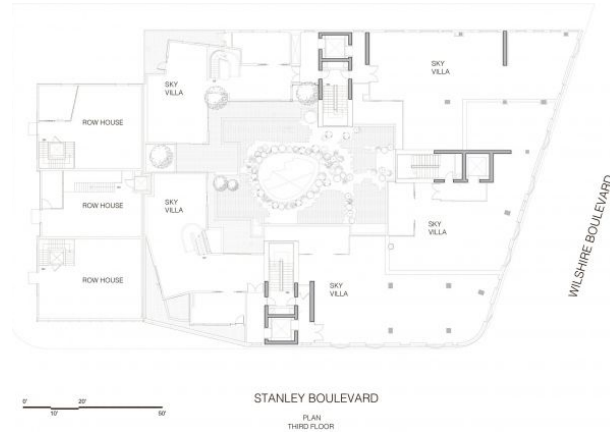 SKY
VILLA
SKY
VILLA
ROW HOUSE
ROW HOUSE
SKY
VILLA
SKY
VILLA
ROW HOUSE
SKY
VILLA
WILSHIRE BOULEVARD
STANLEY BOULEVARD
0' 20'
10' 50'
PLAN
THIRD FLOOR